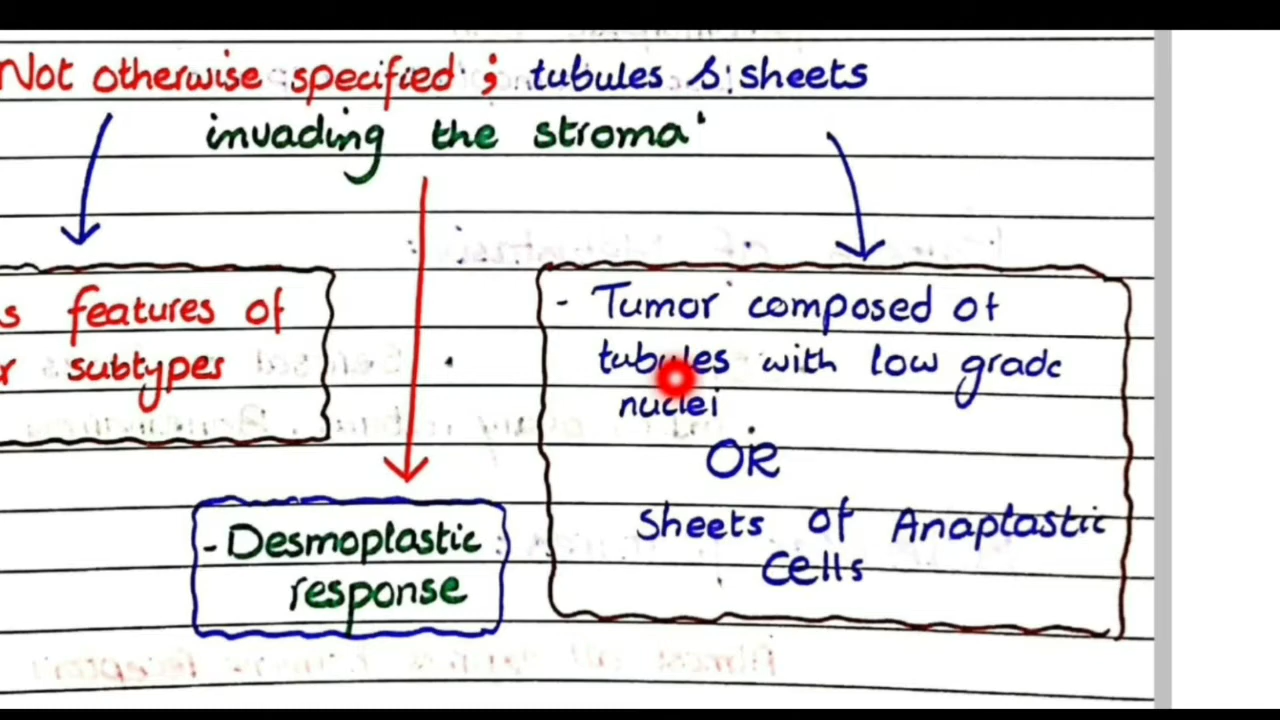 Not otherwise specified ; tubules & sheets
invading the stroma
s features of
r subtypes
- Desmoplastic
response
- Tumor composed of
tubules with low grade
nuclei
OR
Sheets of Anaplastic
Cells